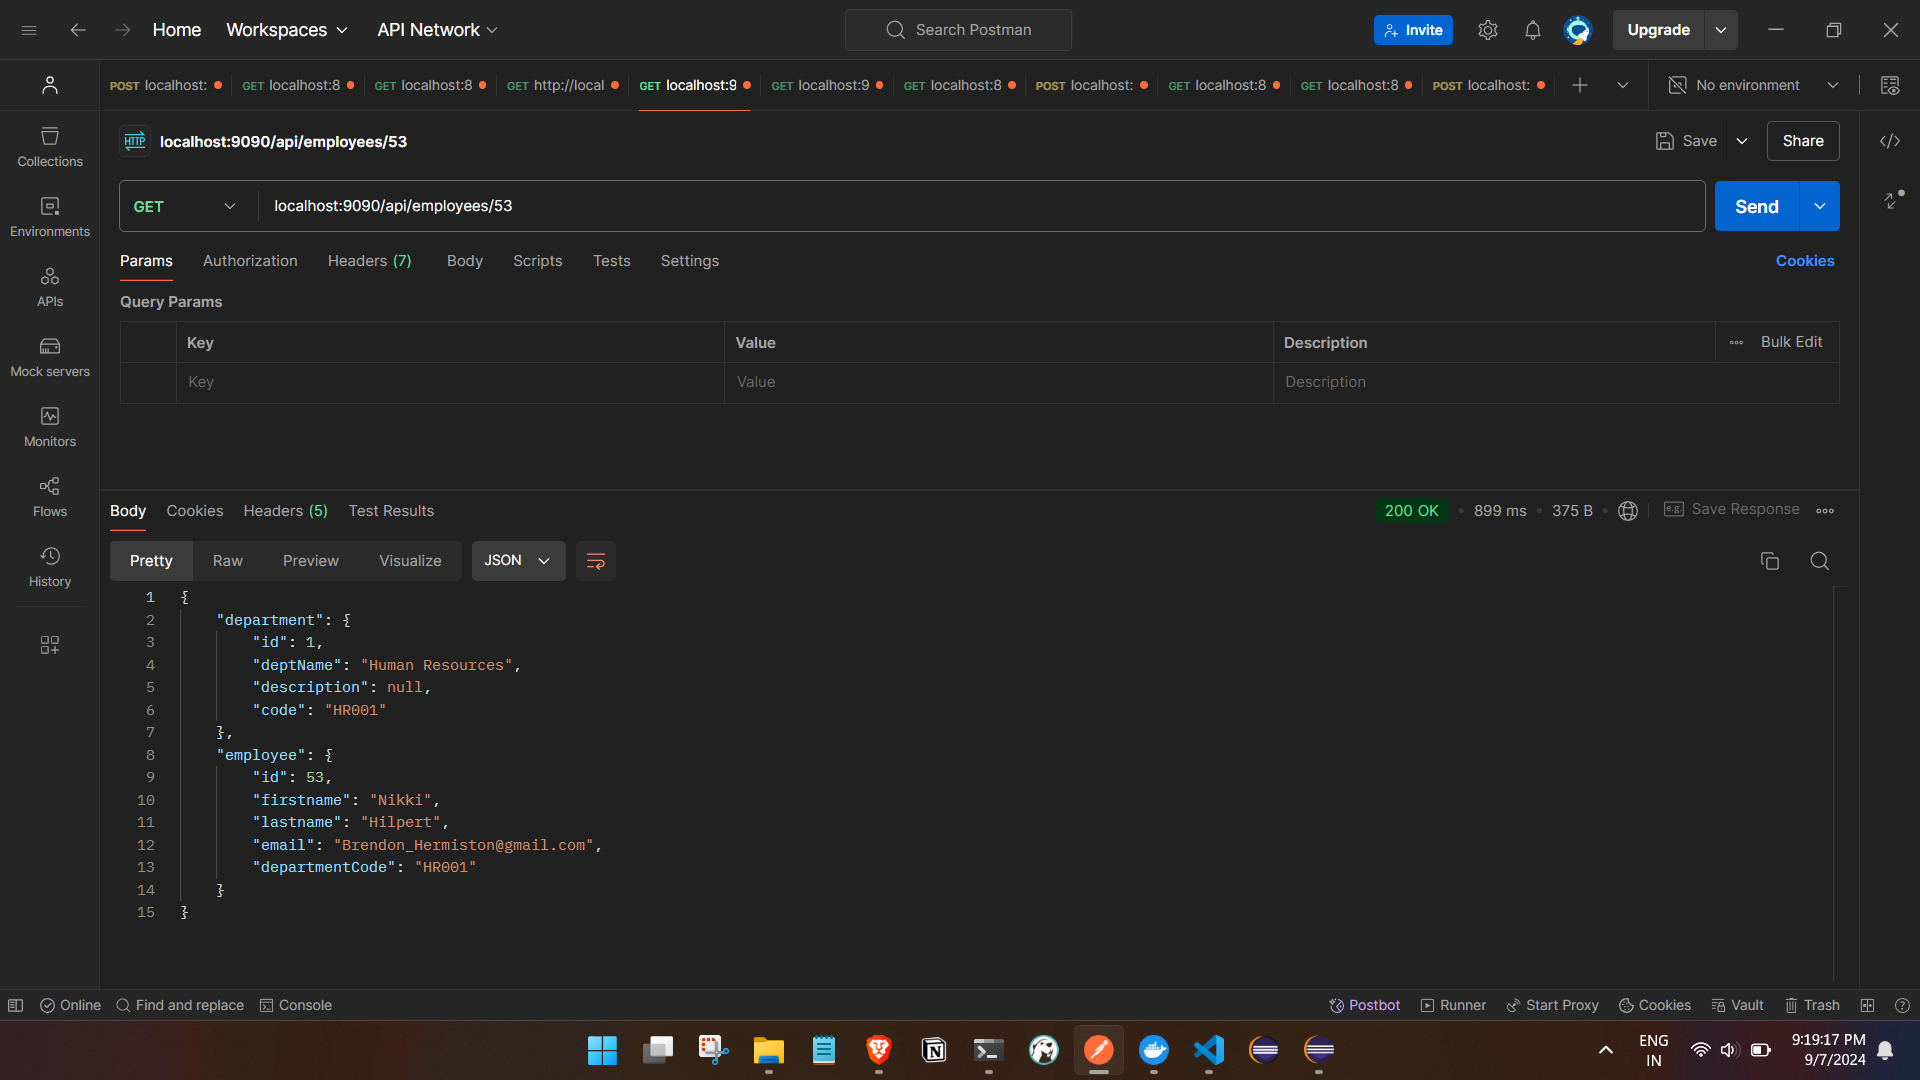 Home Workspaces API Network Search Postman Invite Upgrade
POST localhost: GET localhost:8 GET localhost:8 GET http://local GET localhost:9 GET localhost:9 GET localhost:8 POST localhost: GET localhost:8 GET localhost:8 POST localhost: No environment
HTTP localhost:9090/api/employees/53 Save Share
Collections
Environments
APIs
Mock servers
Monitors
Flows
History
GET localhost:9090/api/employees/53 Send
Params Authorization Headers (7) Body Scripts Tests Settings Cookies
Query Params
Key Value Description Bulk Edit
Key Value Description
Body Cookies Headers (5) Test Results 200 OK 899 ms 375 B e.g. Save Response
Pretty Raw Preview Visualize JSON
1 {
2 "department": {
3 "id": 1,
4 "deptName": "Human Resources",
5 "description": null,
6 "code": "HR001"
7 },
8 "employee": {
9 "id": 53,
10 "firstname": "Nikki",
11 "lastname": "Hilpert",
12 "email": "Brendon_Hermiston@gmail.com",
13 "departmentCode": "HR001"
14 }
15 }
Online Find and replace Console Postbot Runner Start Proxy Cookies Vault Trash
ENG 9:19:17 PM
IN 9/7/2024